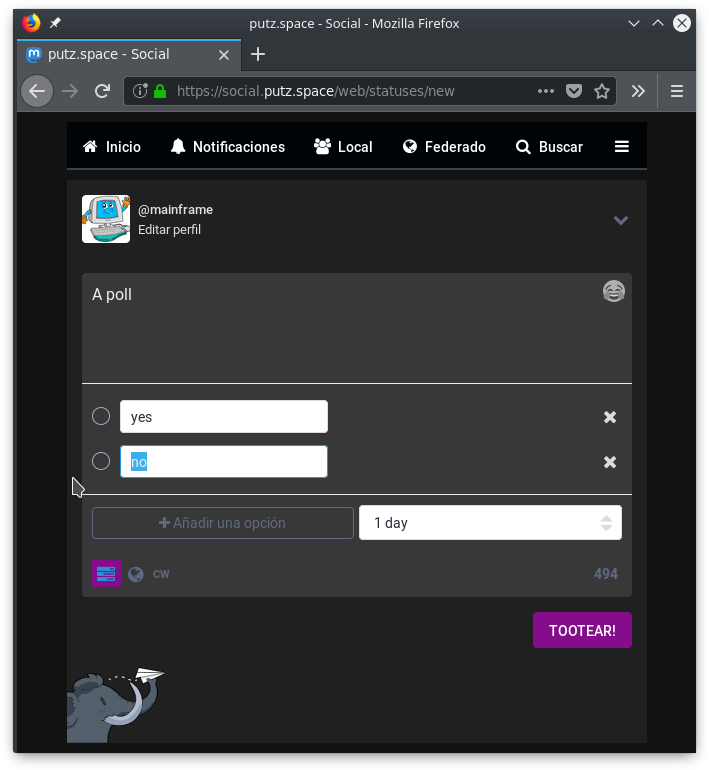 putz.space - Social - Mozilla Firefox
putz.space - Social
https://social.putz.space/web/statuses/new
Inicio Notificaciones Local Federado Buscar
@mainframe
Editar perfil
A poll
yes
no
Añadir una opción 1 day
CW 494
TOOTEAR!